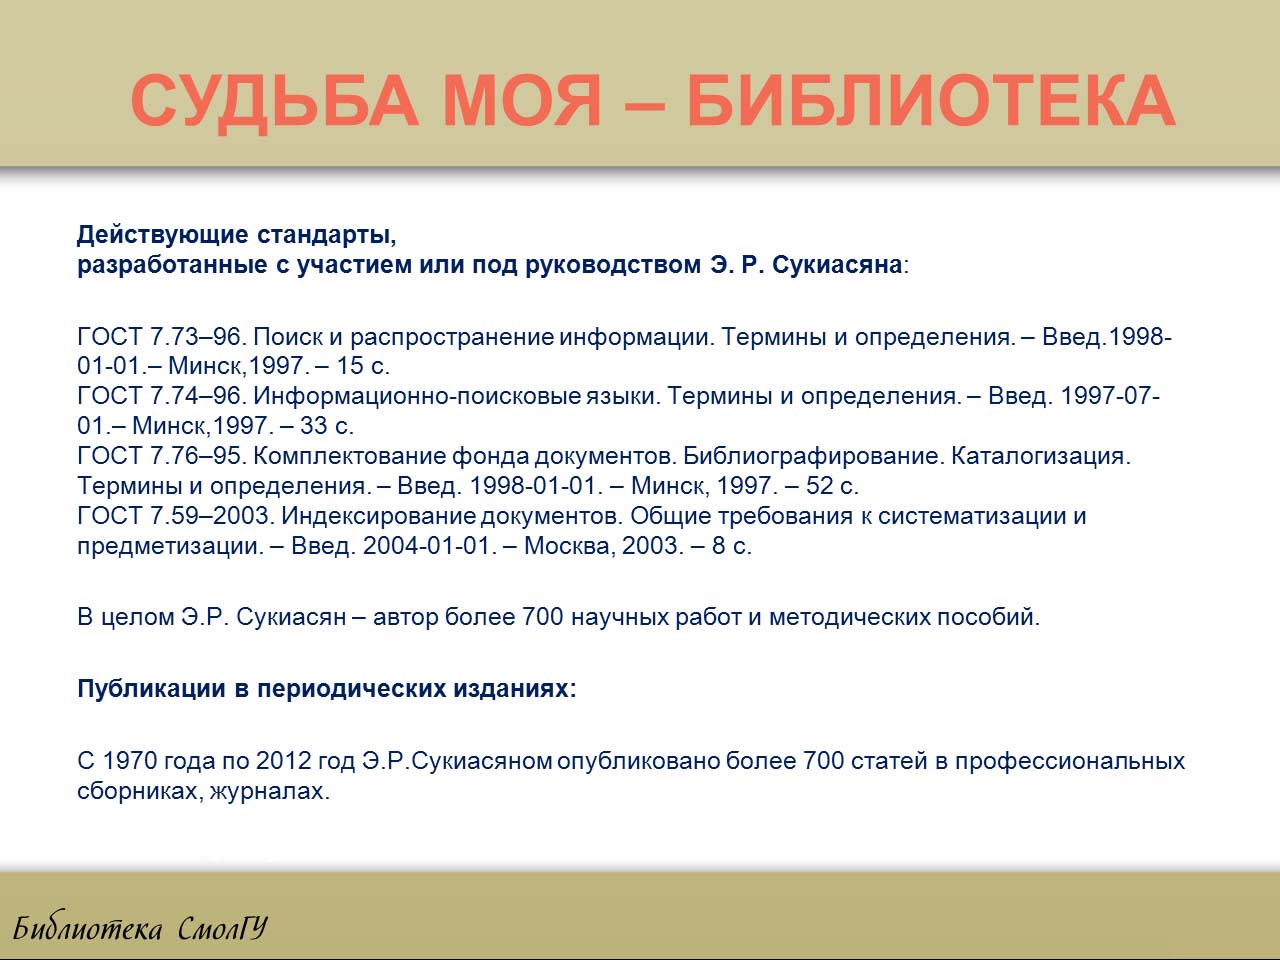 СУДЬБА МОЯ – БИБЛИОТЕКА
Действующие стандарты,
разработанные с участием или под руководством Э. Р. Сукиасяна:
ГОСТ 7.73–96. Поиск и распространение информации. Термины и определения. – Введ.1998-
01-01.– Минск,1997. – 15 с.
ГОСТ 7.74–96. Информационно-поисковые языки. Термины и определения. – Введ. 1997-07-
01.– Минск,1997. – 33 с.
ГОСТ 7.76–95. Комплектование фонда документов. Библиографирование. Каталогизация.
Термины и определения. – Введ. 1998-01-01. – Минск, 1997. – 52 с.
ГОСТ 7.59–2003. Индексирование документов. Общие требования к систематизации и
предметизации. – Введ. 2004-01-01. – Москва, 2003. – 8 с.
В целом Э.Р. Сукиасян – автор более 700 научных работ и методических пособий.
Публикации в периодических изданиях:
С 1970 года по 2012 год Э.Р.Сукиасяном опубликовано более 700 статей в профессиональных
сборниках, журналах.
Библиотека СмолГУ